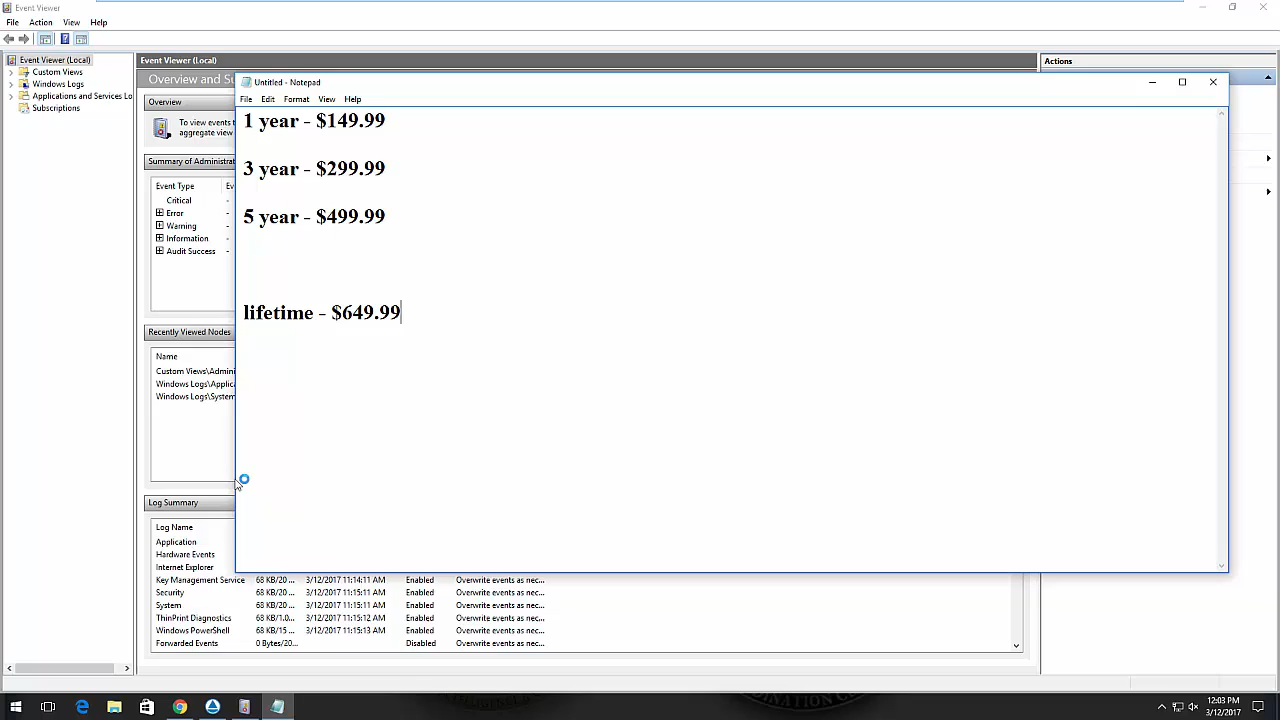 Event Viewer
File Action View Help
Event Viewer (Local)
Custom Views
Windows Logs
Applications and Services Lo
Subscriptions
Event Viewer (Local)
Overview and Su
Overview
To view events t
aggregate view
Summary of Administrat
Event Type Ev
Critical -
Error -
Warning -
Information -
Audit Success -
Recently Viewed Nodes
Name
Custom Views\Admini
Windows Logs\Applica
Windows Logs\System
Log Summary
Log Name
Application
Hardware Events
Internet Explorer
Key Management Service 68 KB/20 ... 3/12/2017 11:14:11 AM Enabled Overwrite events as nec...
Security 68 KB/20 ... 3/12/2017 11:15:11 AM Enabled Overwrite events as nec...
System 68 KB/20 ... 3/12/2017 11:15:11 AM Enabled Overwrite events as nec...
ThinPrint Diagnostics 68 KB/1.0... 3/12/2017 11:15:12 AM Enabled Overwrite events as nec...
Windows PowerShell 68 KB/15 ... 3/12/2017 11:15:13 AM Enabled Overwrite events as nec...
Forwarded Events 0 Bytes/20... Disabled Overwrite events as nec...
Untitled - Notepad
File Edit Format View Help
1 year - $149.99
3 year - $299.99
5 year - $499.99
lifetime - $649.99
Actions
12:03 PM
3/12/2017